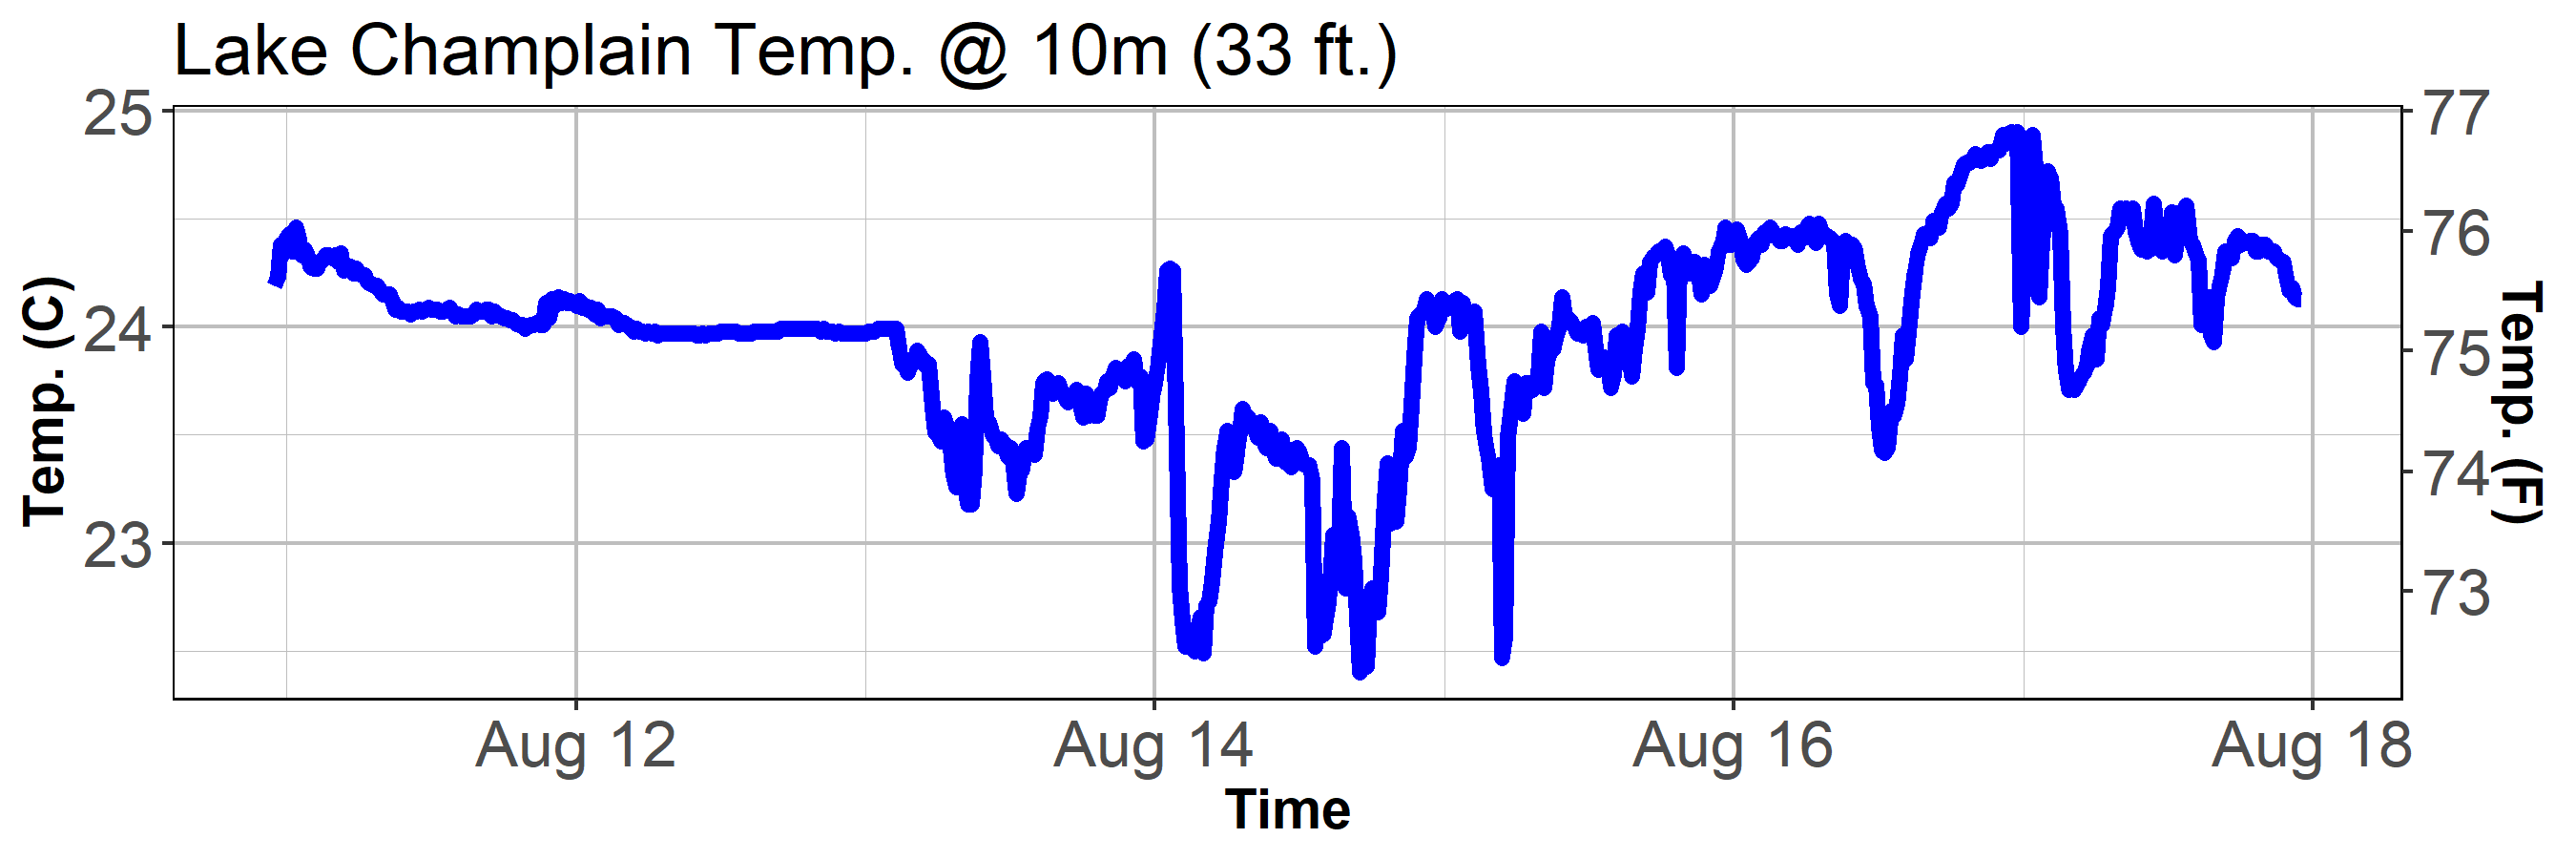 Lake Champlain Temp. @ 10m (33 ft.)
25
24
23
Temp. (C)
77
76
75
74
73
Temp. (F)
Aug 12 Aug 14 Aug 16 Aug 18
Time